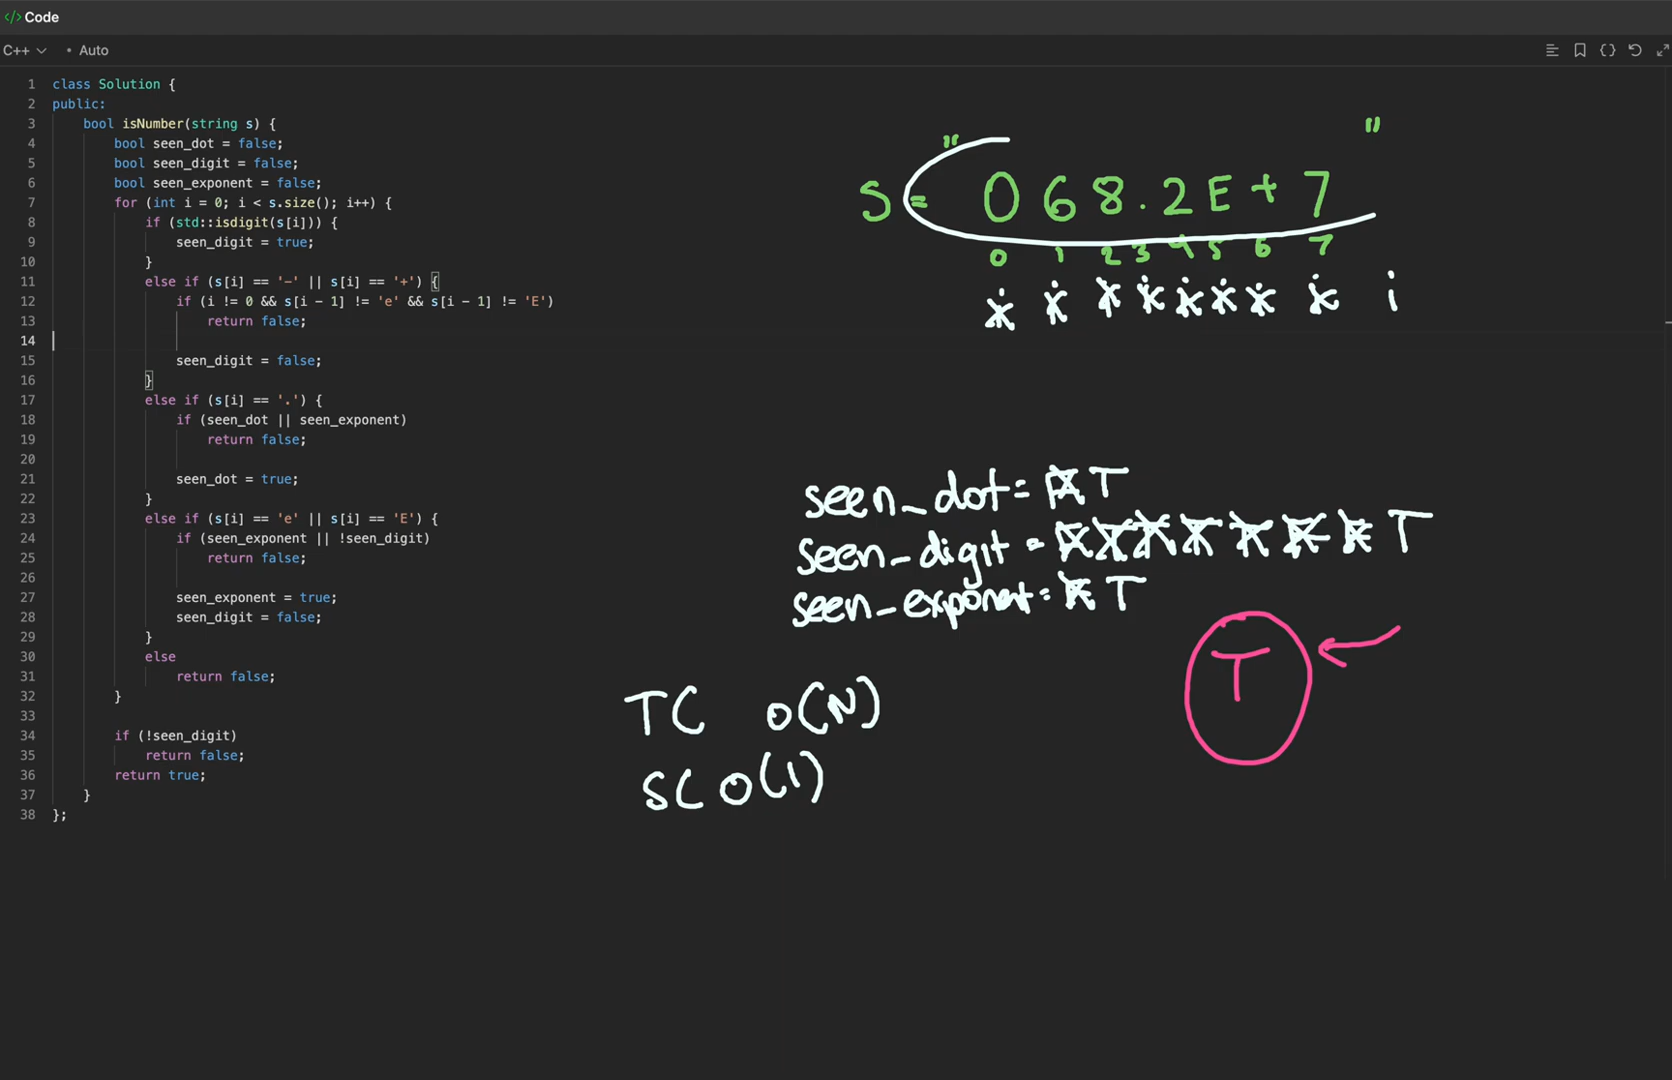 </> Code
C++ • Auto
1 class Solution {
2 public:
3 bool isNumber(string s) {
4 bool seen_dot = false;
5 bool seen_digit = false;
6 bool seen_exponent = false;
7 for (int i = 0; i < s.size(); i++) {
8 if (std::isdigit(s[i])) {
9 seen_digit = true;
10 }
11 else if (s[i] == '-' || s[i] == '+') {
12 if (i != 0 && s[i - 1] != 'e' && s[i - 1] != 'E')
13 return false;
14
15 seen_digit = false;
16 }
17 else if (s[i] == '.') {
18 if (seen_dot || seen_exponent)
19 return false;
20
21 seen_dot = true;
22 }
23 else if (s[i] == 'e' || s[i] == 'E') {
24 if (seen_exponent || !seen_digit)
25 return false;
26
27 seen_exponent = true;
28 seen_digit = false;
29 }
30 else
31 return false;
32 }
33
34 if (!seen_digit)
35 return false;
36 return true;
37 }
38 };
S = "068.2E+7"
0 1 2 3 4 5 6 7
i i i i i i i i i
seen_dot = T
seen_digit = T
seen_exponent = T
T
TC O(N)
SC O(1)